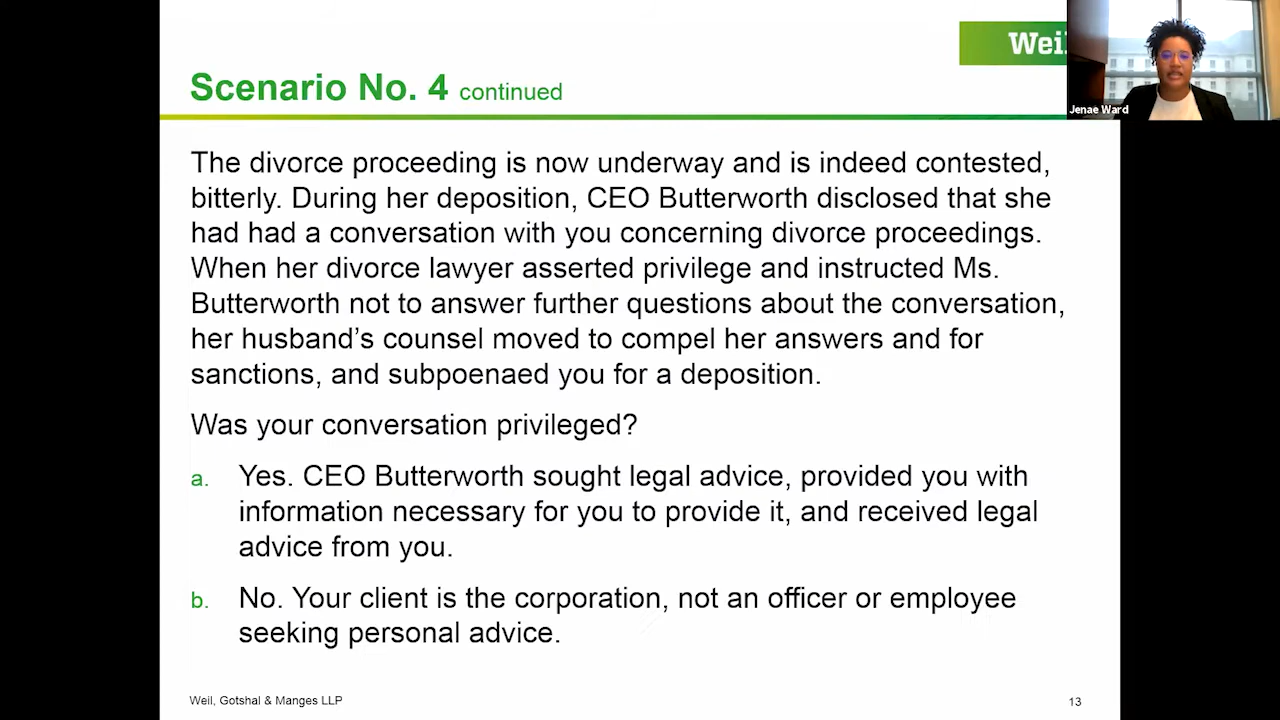 Weil
Jenae Ward
Scenario No. 4 continued
The divorce proceeding is now underway and is indeed contested,
bitterly. During her deposition, CEO Butterworth disclosed that she
had had a conversation with you concerning divorce proceedings.
When her divorce lawyer asserted privilege and instructed Ms.
Butterworth not to answer further questions about the conversation,
her husband's counsel moved to compel her answers and for
sanctions, and subpoenaed you for a deposition.
Was your conversation privileged?
a. Yes. CEO Butterworth sought legal advice, provided you with
information necessary for you to provide it, and received legal
advice from you.
b. No. Your client is the corporation, not an officer or employee
seeking personal advice.
Weil, Gotshal & Manges LLP
13